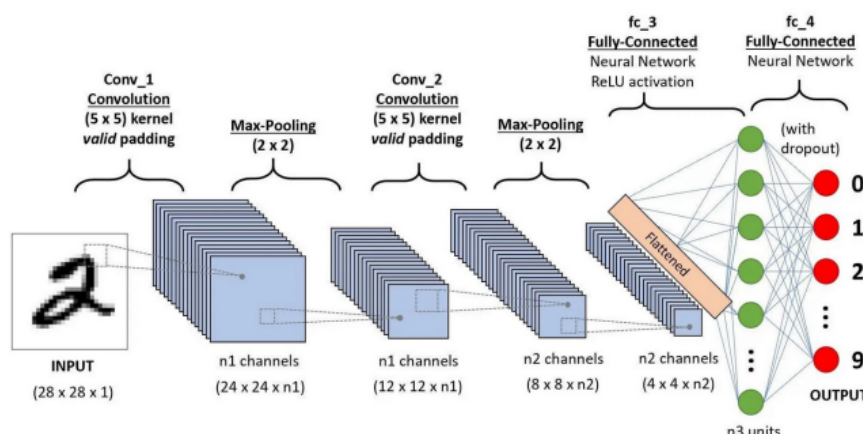 fc_3
Fully-Connected
Neural Network
ReLU activation
fc_4
Fully-Connected
Neural Network
Conv_1
Convolution
(5 x 5) kernel
valid padding
Max-Pooling
(2 x 2)
Conv_2
Convolution
(5 x 5) kernel
valid padding
Max-Pooling
(2 x 2)
(with
dropout)
Flattened
2
0
1
2
9
INPUT
(28 x 28 x 1)
n1 channels
(24 x 24 x n1)
n1 channels
(12 x 12 x n1)
n2 channels
(8 x 8 x n2)
n2 channels
(4 x 4 x n2)
OUTPUT
n3 units